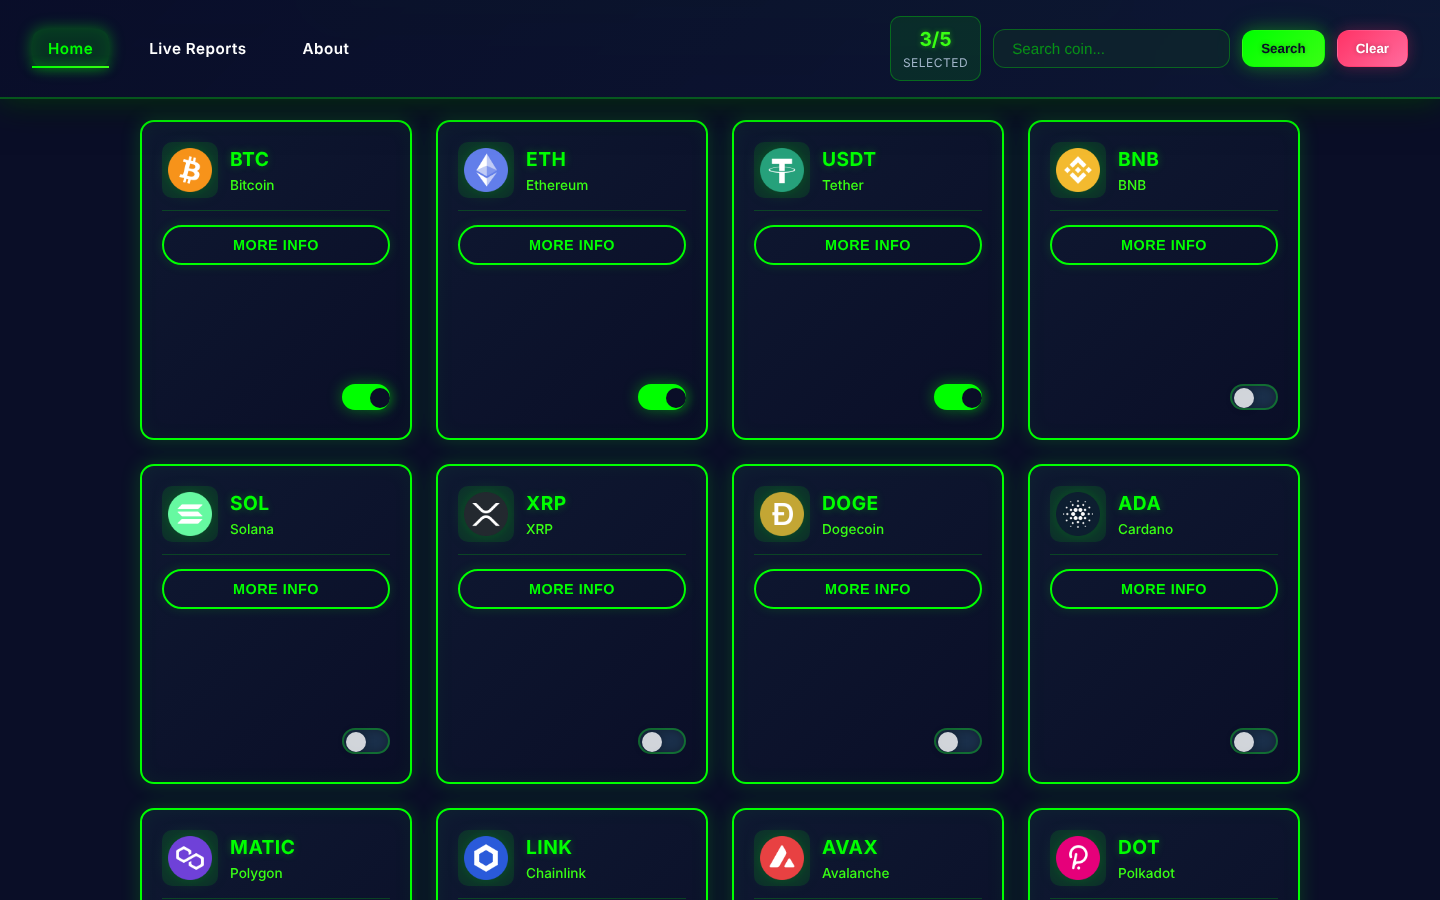 Home
Live Reports
About
3/5
SELECTED
Search coin...
Search
Clear
BTC
Bitcoin
MORE INFO
ETH
Ethereum
MORE INFO
USDT
Tether
MORE INFO
BNB
BNB
MORE INFO
SOL
Solana
MORE INFO
XRP
XRP
MORE INFO
DOGE
Dogecoin
MORE INFO
ADA
Cardano
MORE INFO
MATIC
Polygon
LINK
Chainlink
AVAX
Avalanche
DOT
Polkadot